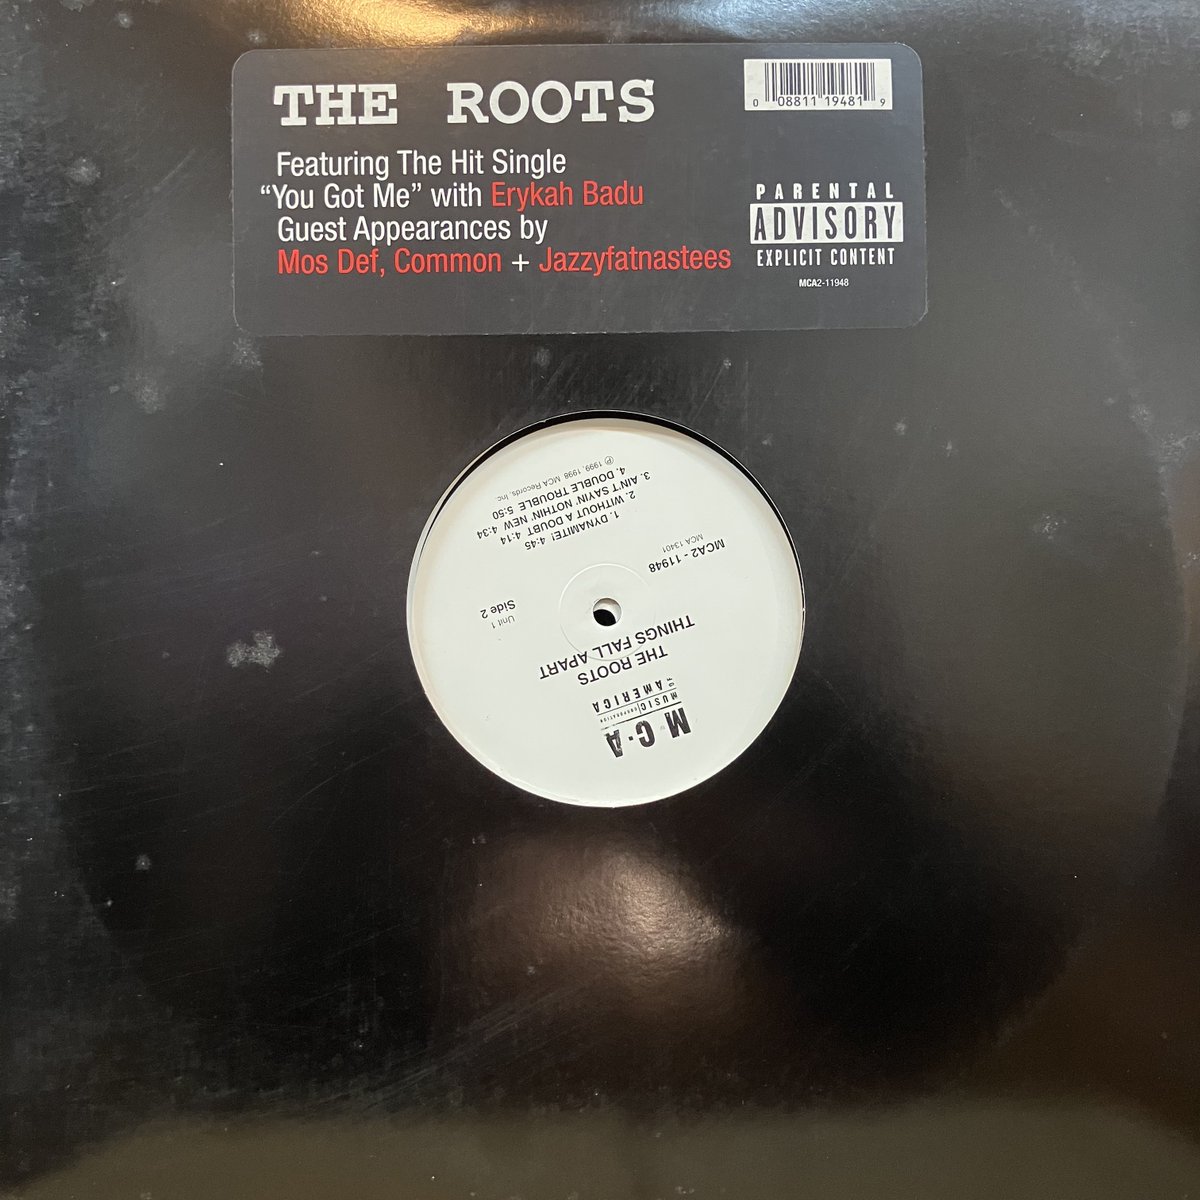 THE ROOTS
Featuring The Hit Single
“You Got Me” with Erykah Badu
Guest Appearances by
Mos Def, Common + Jazzyfatnastees
0 08811 19481 9
PARENTAL
ADVISORY
EXPLICIT CONTENT
MCA2-11948
M·C·A
MUSIC CORPORATION
OF AMERICA
THE ROOTS
THINGS FALL APART
Unit 1
Side 2
MCA2 - 11948
MCA 13401
1. DYNAMITE! 4:45
2. WITHOUT A DOUBT 4:14
3. AIN'T SAYIN' NOTHIN' NEW 4:34
4. DOUBLE TROUBLE 5:50
℗ 1999, 1998 MCA Records, Inc.